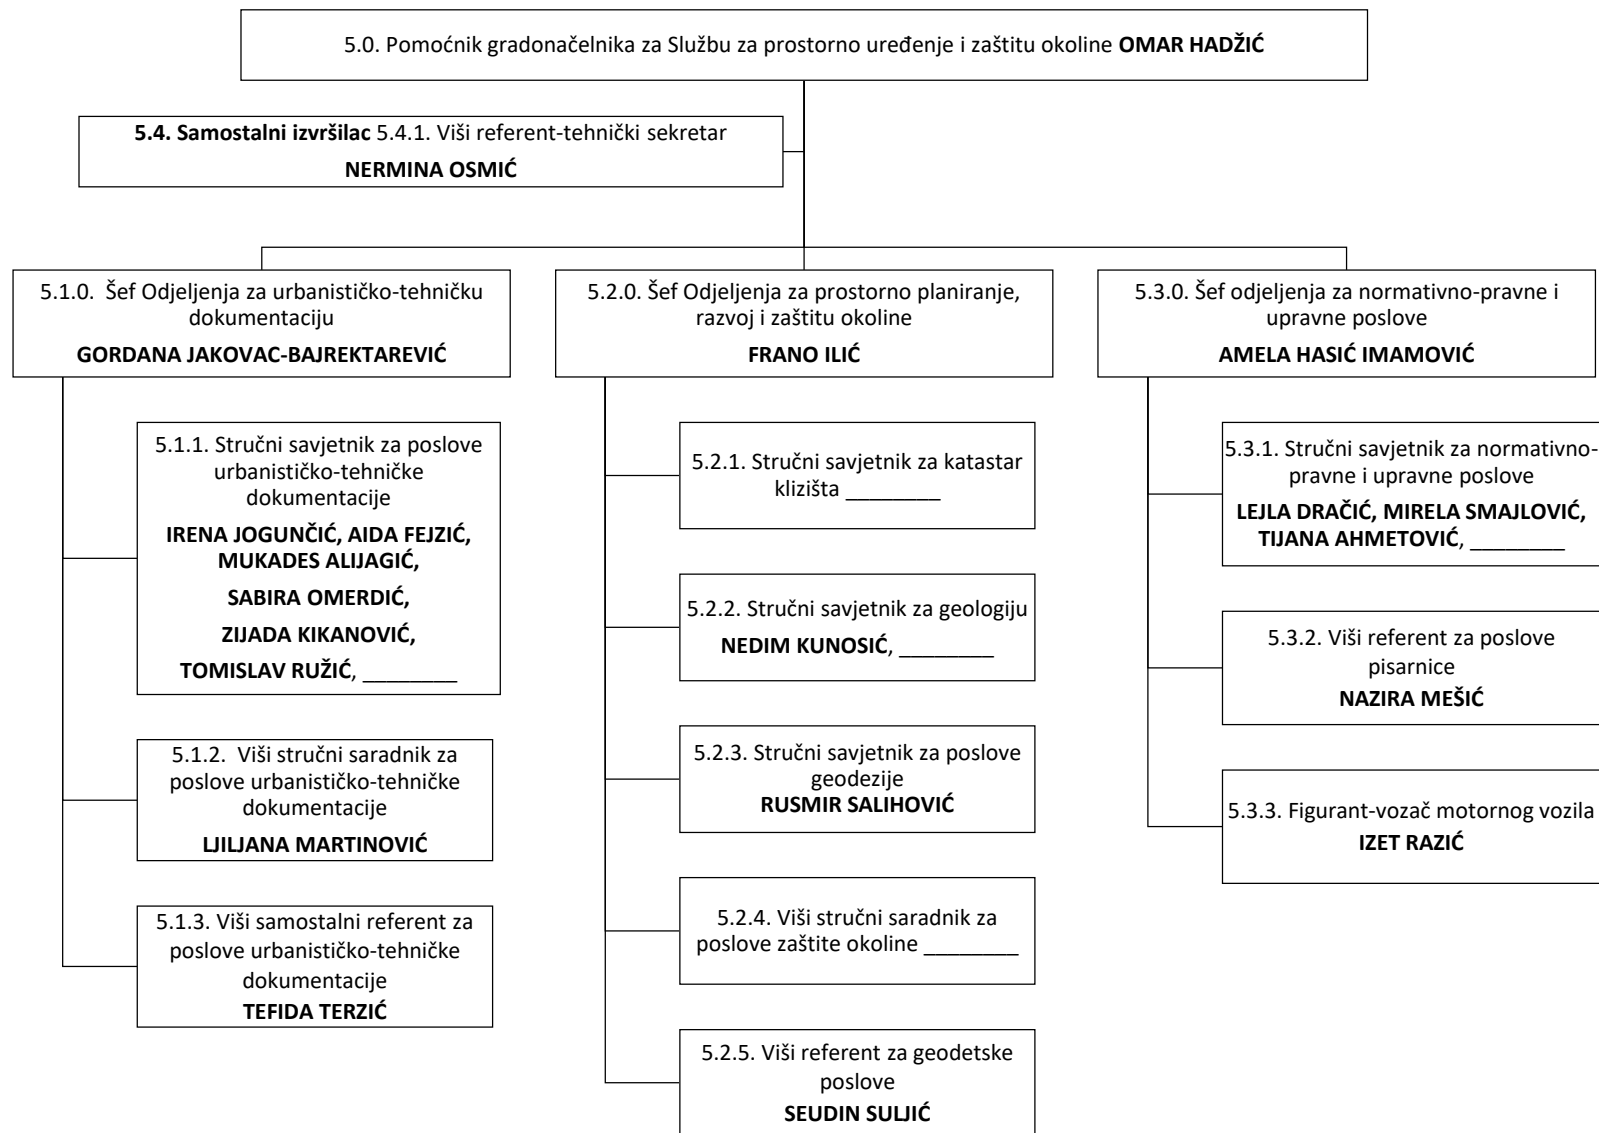 5.0. Pomoćnik gradonačelnika za Službu za prostorno uređenje i zaštitu okoline OMAR HADŽIĆ
5.4. Samostalni izvršilac 5.4.1. Viši referent-tehnički sekretar
NERMINA OSMIĆ
5.1.0.  Šef Odjeljenja za urbanističko-tehničku
dokumentaciju
GORDANA JAKOVAC-BAJREKTAREVIĆ
5.1.1. Stručni savjetnik za poslove
urbanističko-tehničke
dokumentacije
IRENA JOGUNČIĆ, AIDA FEJZIĆ,
MUKADES ALIJAGIĆ,
SABIRA OMERDIĆ,
ZIJADA KIKANOVIĆ,
TOMISLAV RUŽIĆ, ________
5.1.2.  Viši stručni saradnik za
poslove urbanističko-tehničke
dokumentacije
LJILJANA MARTINOVIĆ
5.1.3. Viši samostalni referent za
poslove urbanističko-tehničke
dokumentacije
TEFIDA TERZIĆ
5.2.0. Šef Odjeljenja za prostorno planiranje,
razvoj i zaštitu okoline
FRANO ILIĆ
5.2.1. Stručni savjetnik za katastar
klizišta ________
5.2.2. Stručni savjetnik za geologiju
NEDIM KUNOSIĆ, ________
5.2.3. Stručni savjetnik za poslove
geodezije
RUSMIR SALIHOVIĆ
5.2.4. Viši stručni saradnik za
poslove zaštite okoline ________
5.2.5. Viši referent za geodetske
poslove
SEUDIN SULJIĆ
5.3.0. Šef odjeljenja za normativno-pravne i
upravne poslove
AMELA HASIĆ IMAMOVIĆ
5.3.1. Stručni savjetnik za normativno-
pravne i upravne poslove
LEJLA DRAČIĆ, MIRELA SMAJLOVIĆ,
TIJANA AHMETOVIĆ, ________
5.3.2. Viši referent za poslove
pisarnice
NAZIRA MEŠIĆ
5.3.3. Figurant-vozač motornog vozila
IZET RAZIĆ